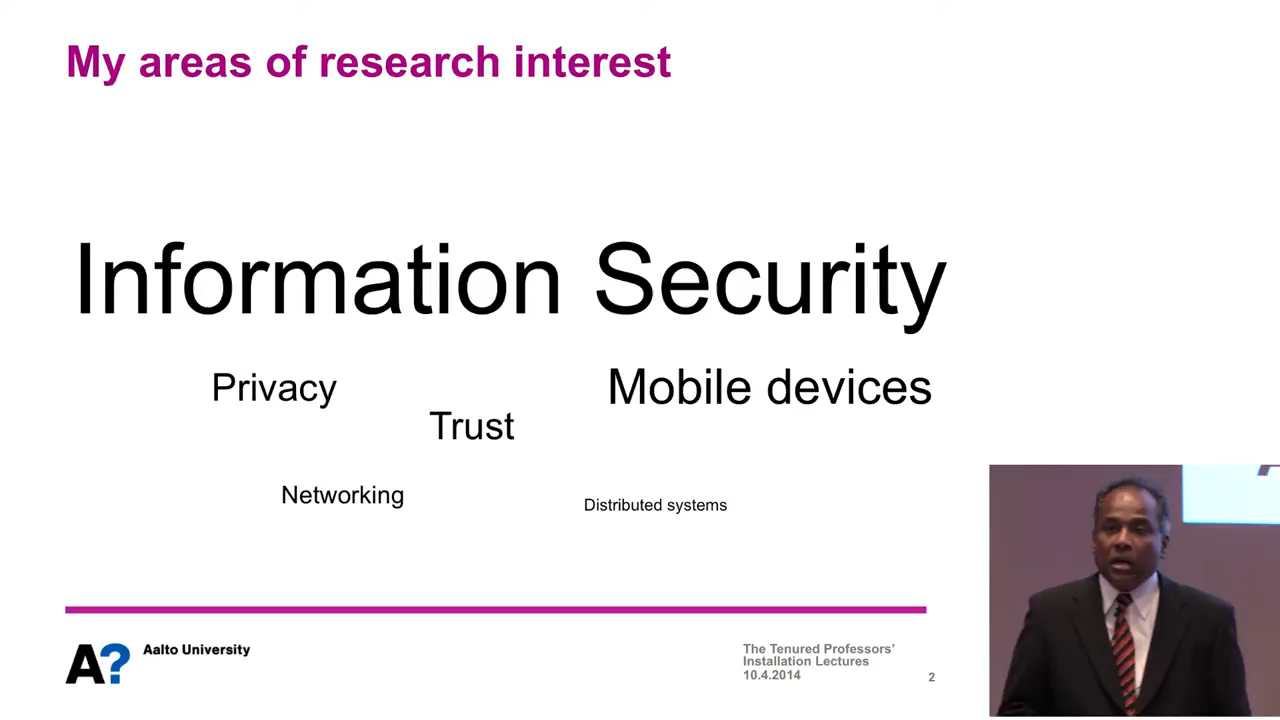 My areas of research interest
Information Security
Privacy
Mobile devices
Trust
Networking
Distributed systems
A?
Aalto University
The Tenured Professors’
Installation Lectures
10.4.2014
2